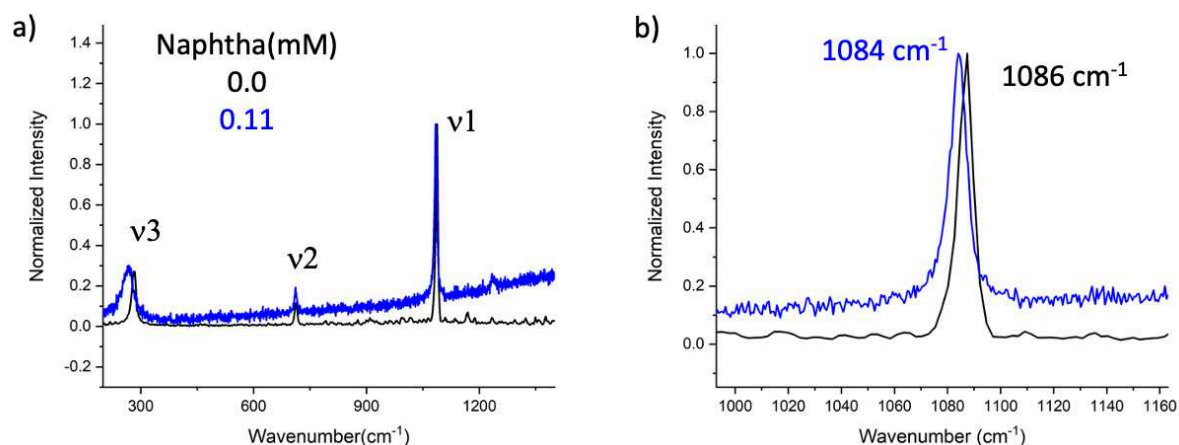 a)
Naphtha(mM)
0.0
0.11
ν1
ν2
ν3
Normalized Intensity
1.4
1.2
1.0
0.8
0.6
0.4
0.2
0.0
-0.2
300
600
900
1200
Wavenumber(cm⁻¹)
b)
1084 cm⁻¹
1086 cm⁻¹
Normalized Intensity
1.0
0.8
0.6
0.4
0.2
0.0
1000
1020
1040
1060
1080
1100
1120
1140
1160
Wavenumber (cm⁻¹)